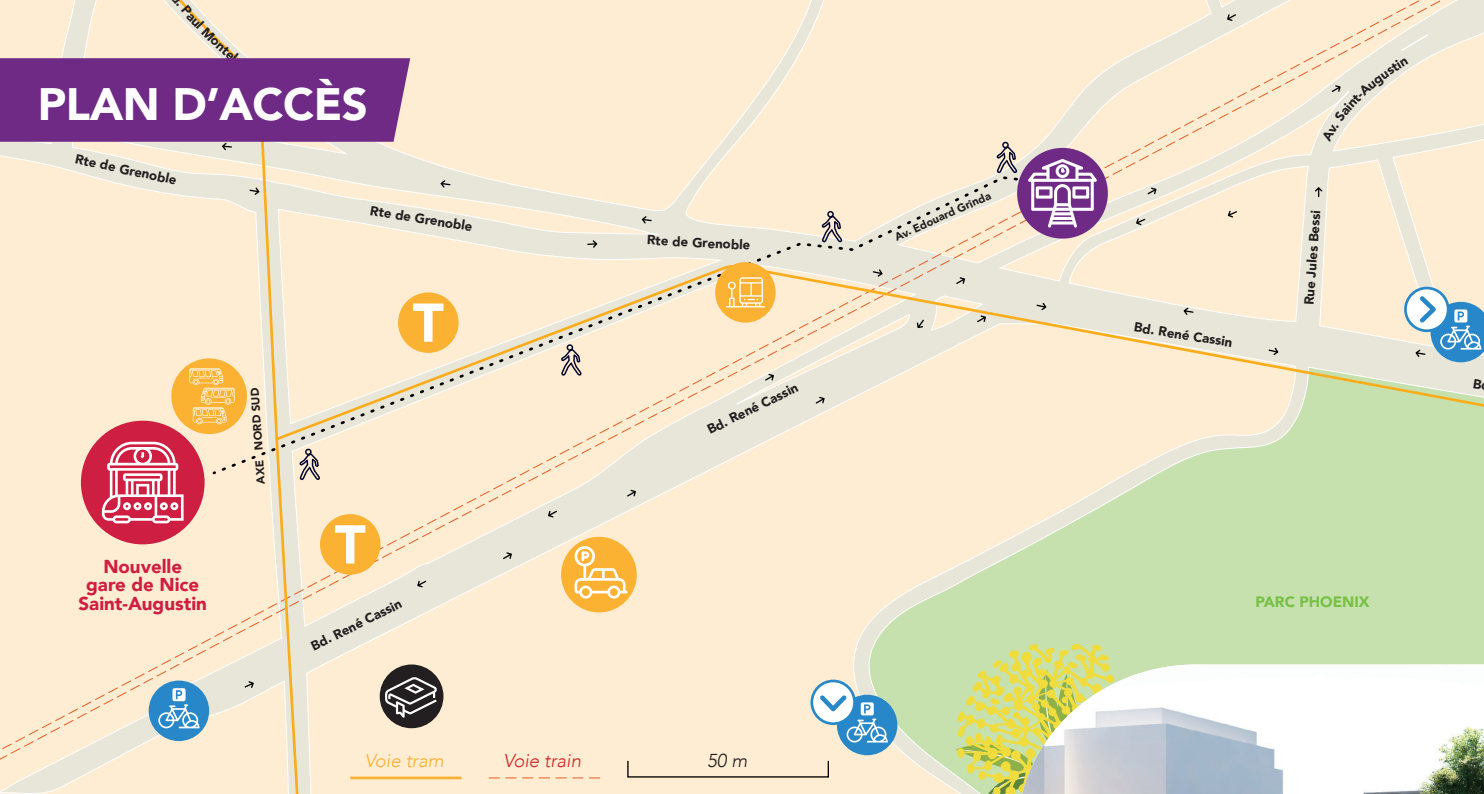 d. Paul Montel
PLAN D'ACCÈS
Rte de Grenoble
Rte de Grenoble
Rte de Grenoble
Av. Edouard Grinda
Av. Saint-Augustin
Rue Jules Bessi
T
AXE NORD SUD
Bd. René Cassin
P
Bd. René Cassin
Nouvelle
gare de Nice
Saint-Augustin
T
P
Bd. René Cassin
PARC PHOENIX
P
P
Voie tram
Voie train
50 m